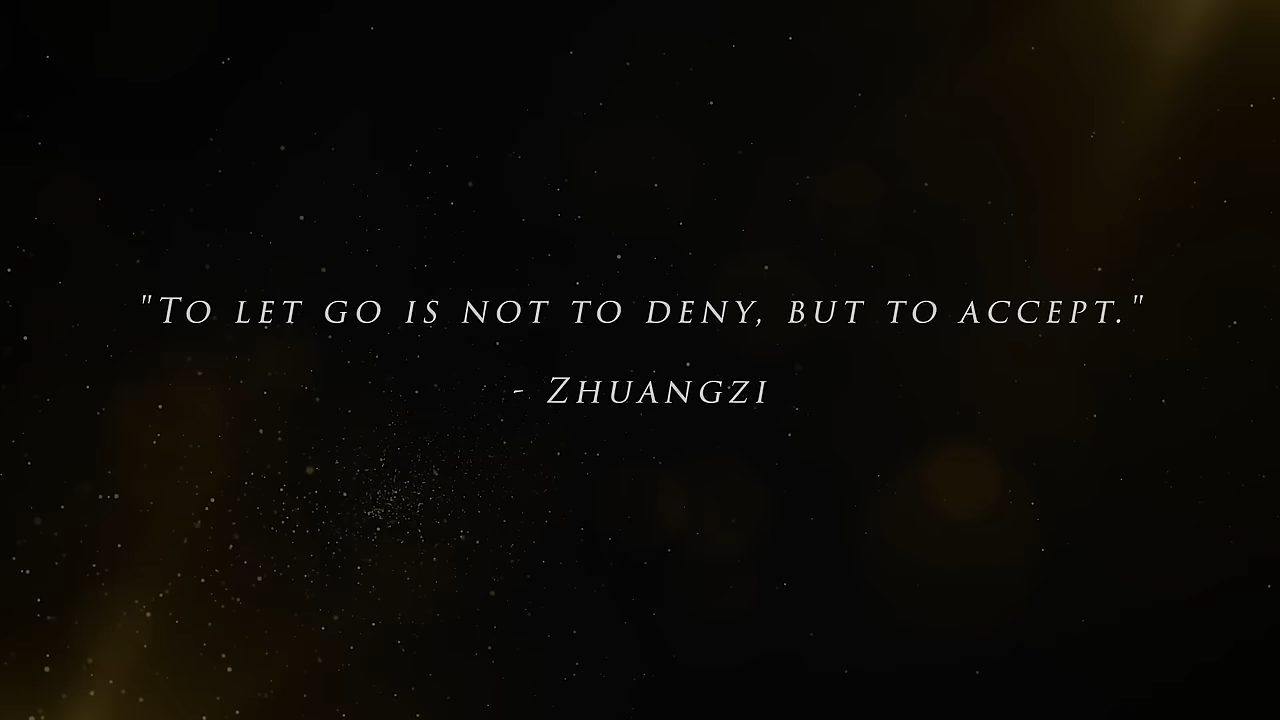 "To let go is not to deny, but to accept."
- Zhuangzi